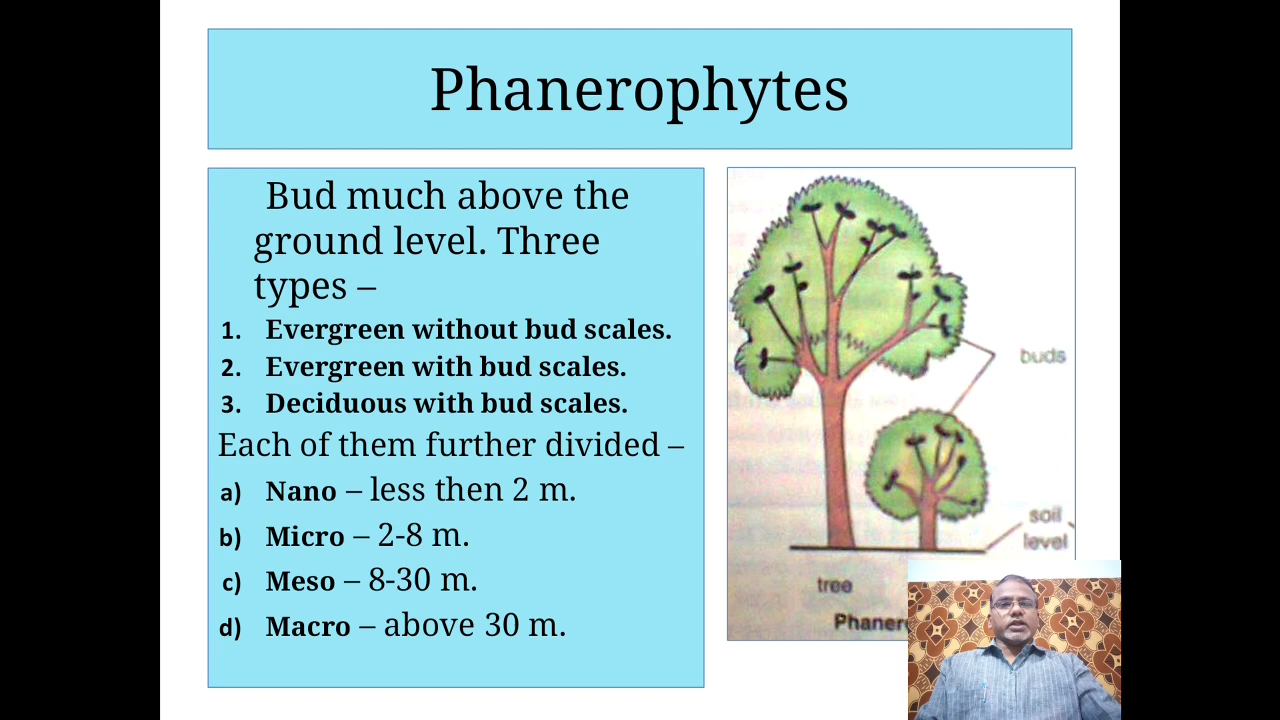 Phanerophytes
Bud much above the
ground level. Three
types –
1. Evergreen without bud scales.
2. Evergreen with bud scales.
3. Deciduous with bud scales.
Each of them further divided –
a) Nano – less then 2 m.
b) Micro – 2-8 m.
c) Meso – 8-30 m.
d) Macro – above 30 m.
buds
soil
level
tree